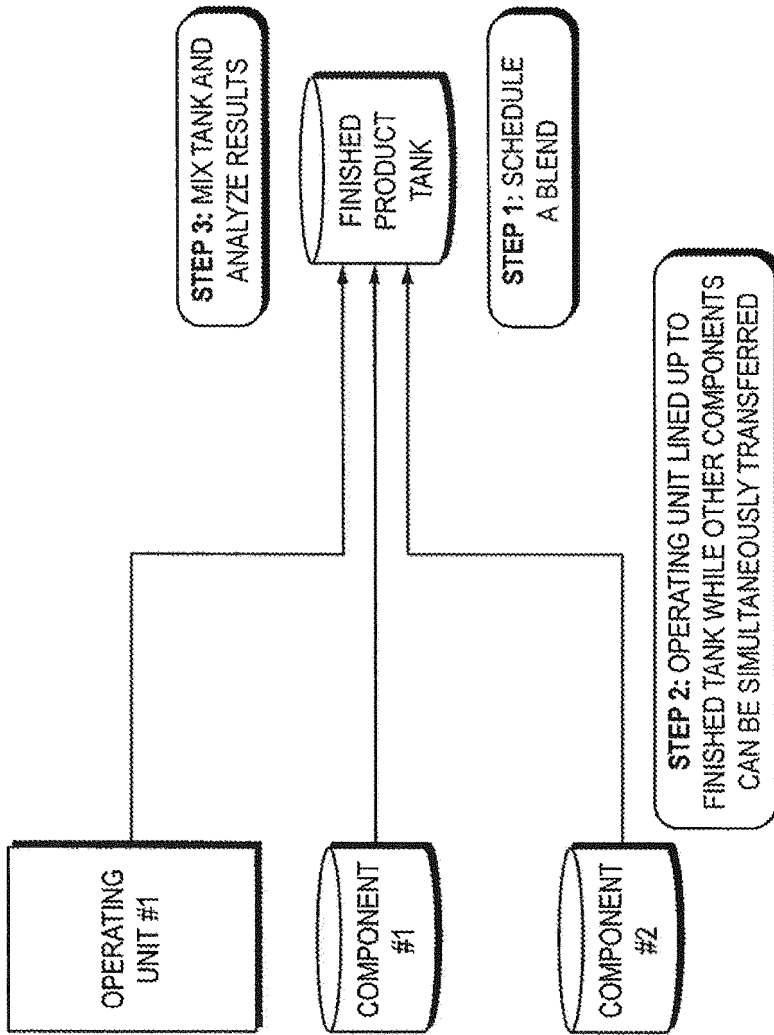 OPERATING
UNIT #1
COMPONENT
#1
COMPONENT
#2
STEP 3: MIX TANK AND
ANALYZE RESULTS
FINISHED
PRODUCT
TANK
STEP 1: SCHEDULE
A BLEND
STEP 2: OPERATING UNIT LINED UP TO
FINISHED TANK WHILE OTHER COMPONENTS
CAN BE SIMULTANEOUSLY TRANSFERRED